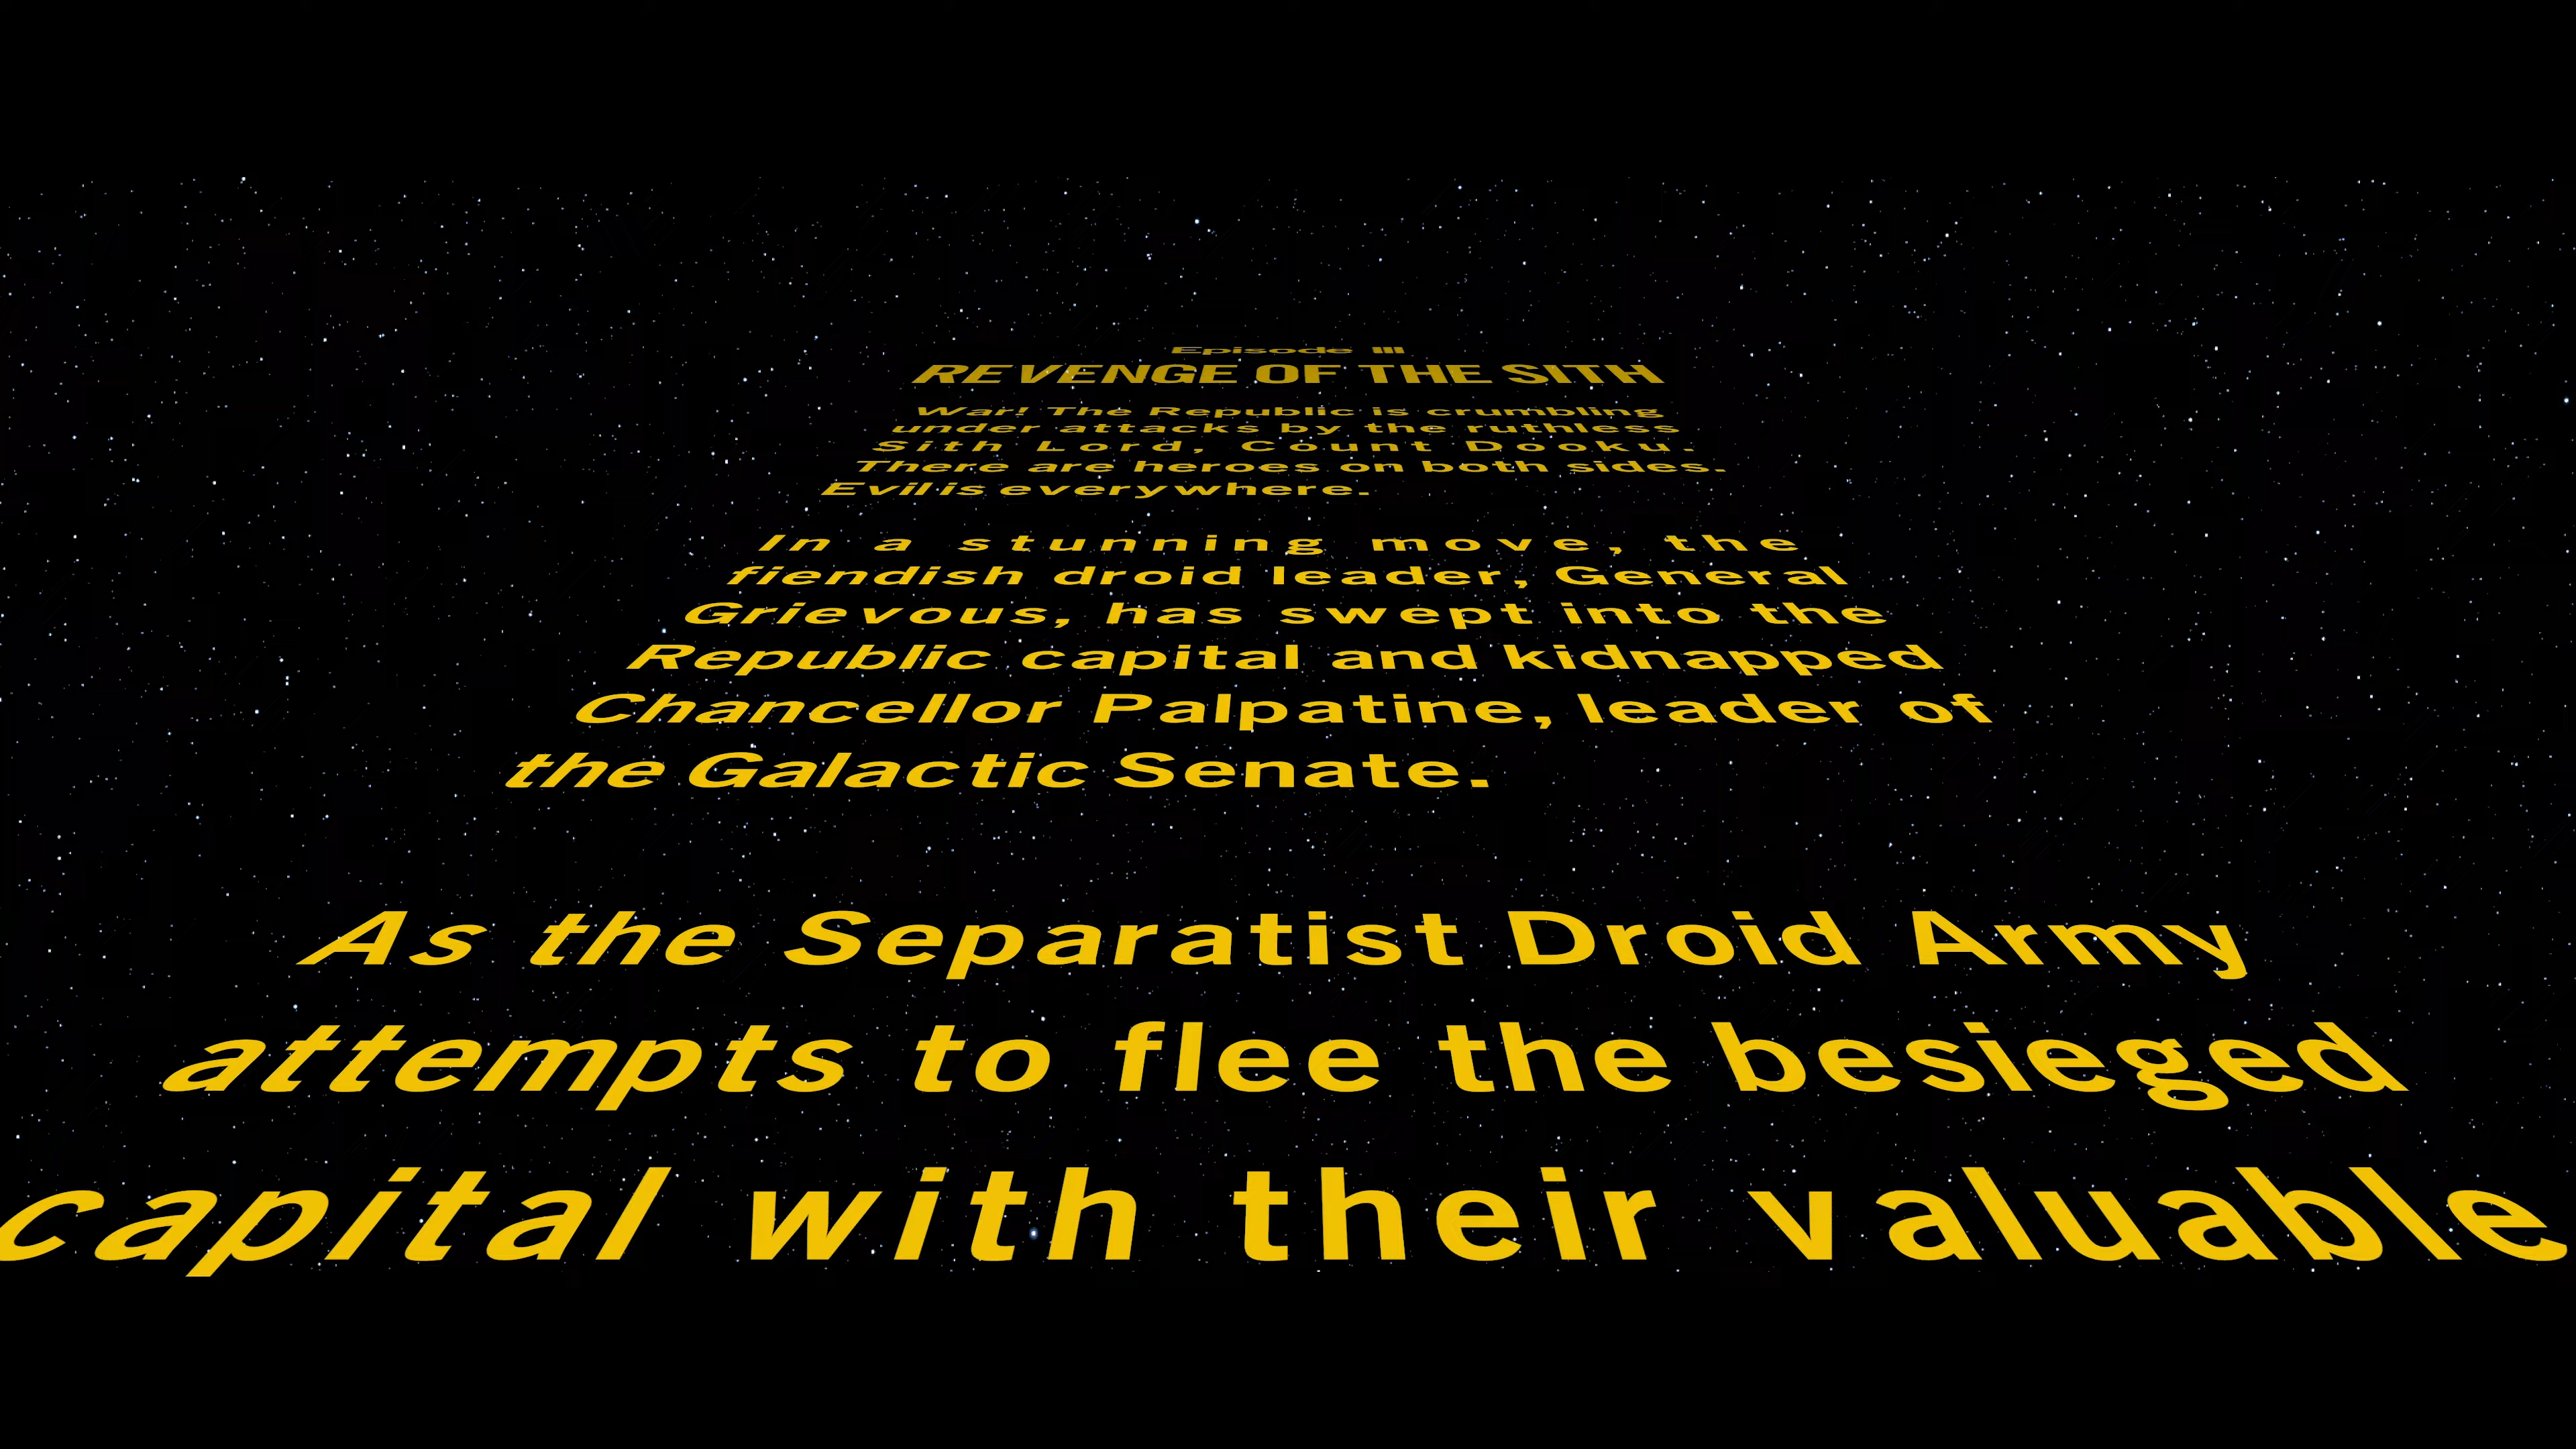 Episode III
REVENGE OF THE SITH
War! The Republic is crumbling
under attacks by the ruthless
Sith Lord, Count Dooku.
There are heroes on both sides.
Evil is everywhere.
In a stunning move, the
fiendish droid leader, General
Grievous, has swept into the
Republic capital and kidnapped
Chancellor Palpatine, leader of
the Galactic Senate.
As the Separatist Droid Army
attempts to flee the besieged
capital with their valuable